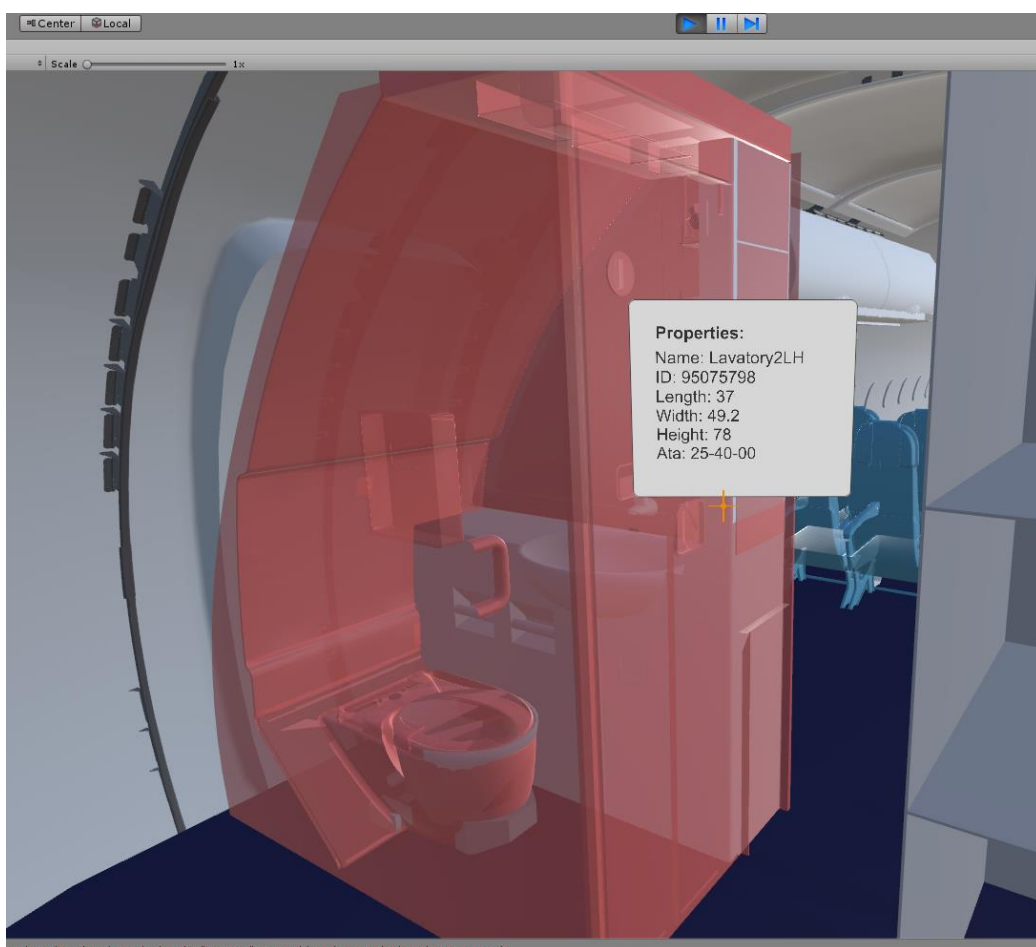 Center Local
Scale 1x
Properties:
Name: Lavatory2LH
ID: 95075798
Length: 37
Width: 49.2
Height: 78
Ata: 25-40-00